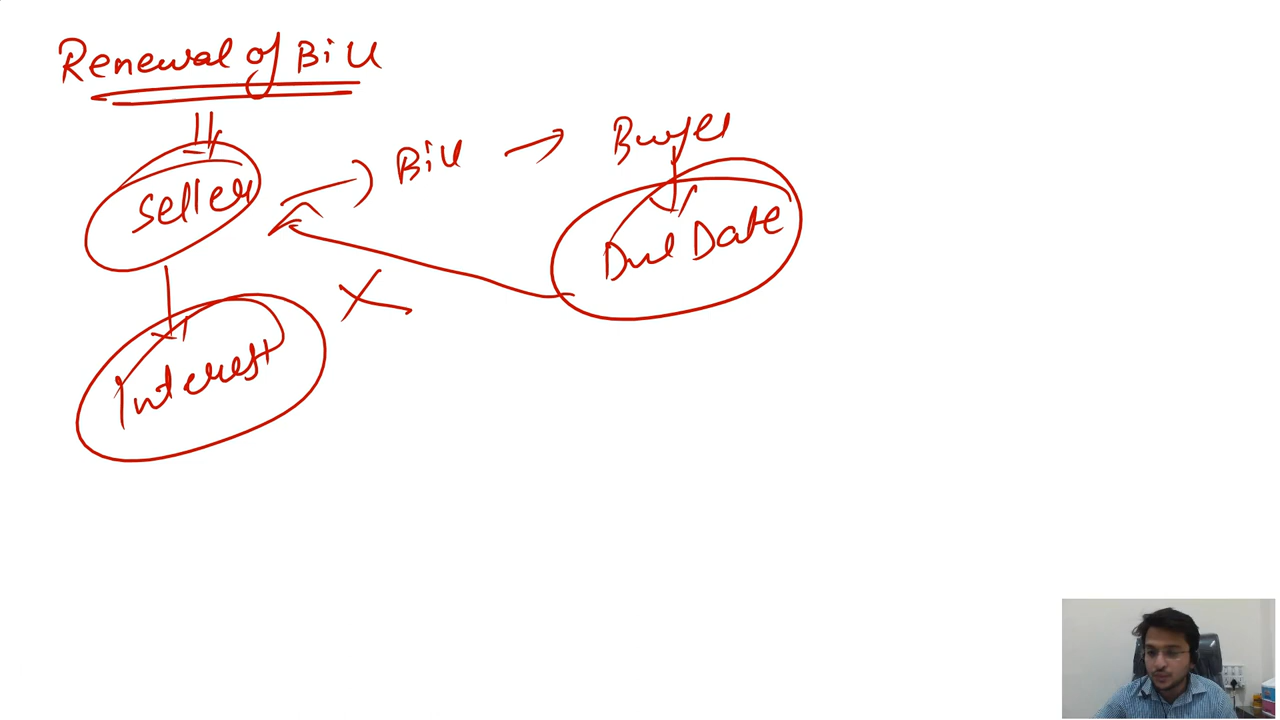 Renewal of Bill
Seller
Bill
Buyer
Due Date
Interest